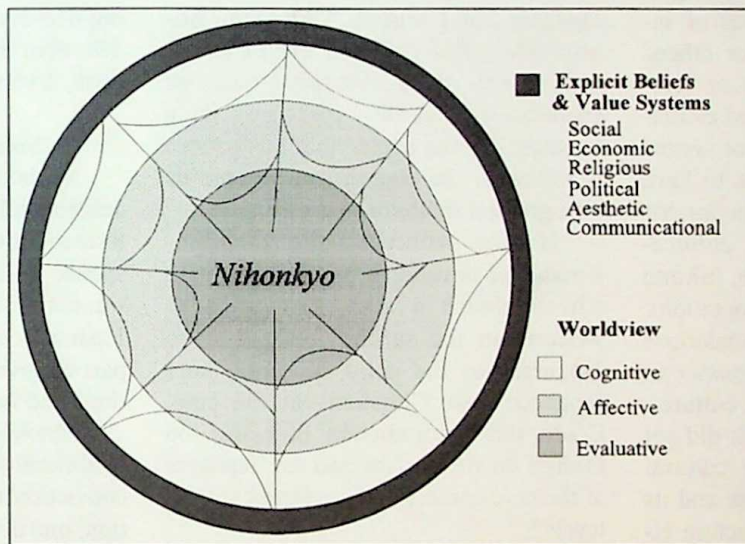 Nihonkyo
Explicit Beliefs
& Value Systems
Social
Economic
Religious
Political
Aesthetic
Communicational
Worldview
Cognitive
Affective
Evaluative